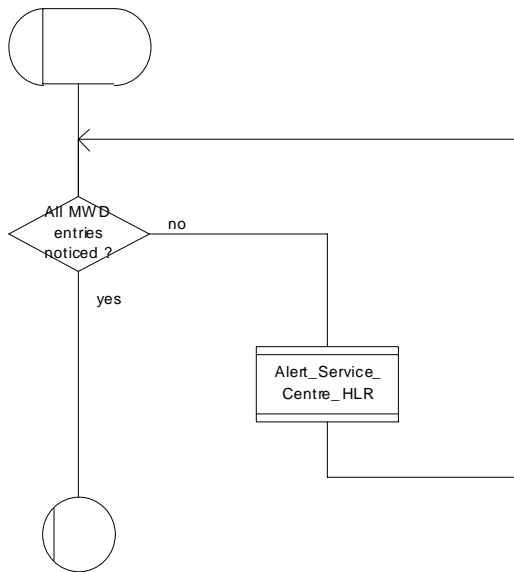 All MWD
entries
noticed ?
no
yes
Alert_Service_
Centre_HLR